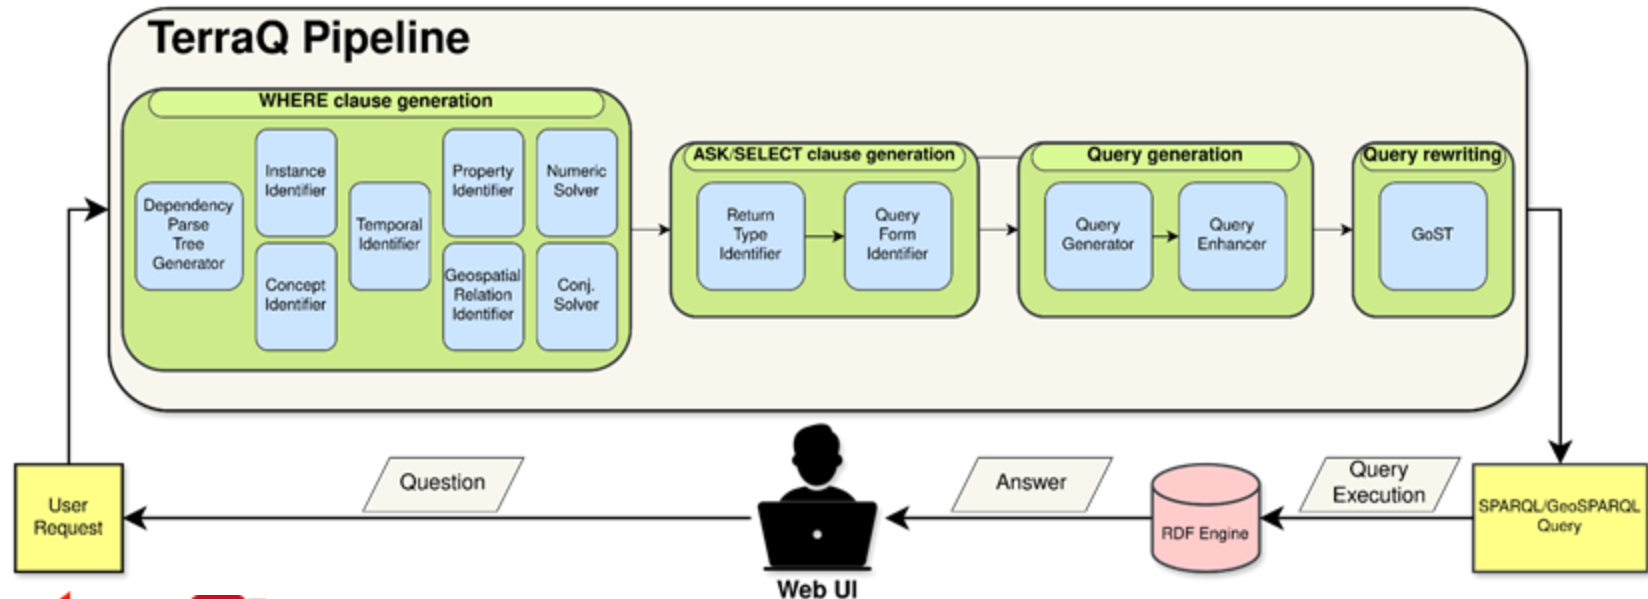 TerraQ Pipeline
WHERE clause generation
Dependency
Parse
Tree
Generator
Instance
Identifier
Concept
Identifier
Temporal
Identifier
Property
Identifier
Geospatial
Relation
Identifier
Numeric
Solver
Conj.
Solver
ASK/SELECT clause generation
Return
Type
Identifier
Query
Form
Identifier
Query generation
Query
Generator
Query
Enhancer
Query rewriting
GoST
User
Request
Question
Web UI
Answer
RDF Engine
Query
Execution
SPARQL/GeoSPARQL
Query